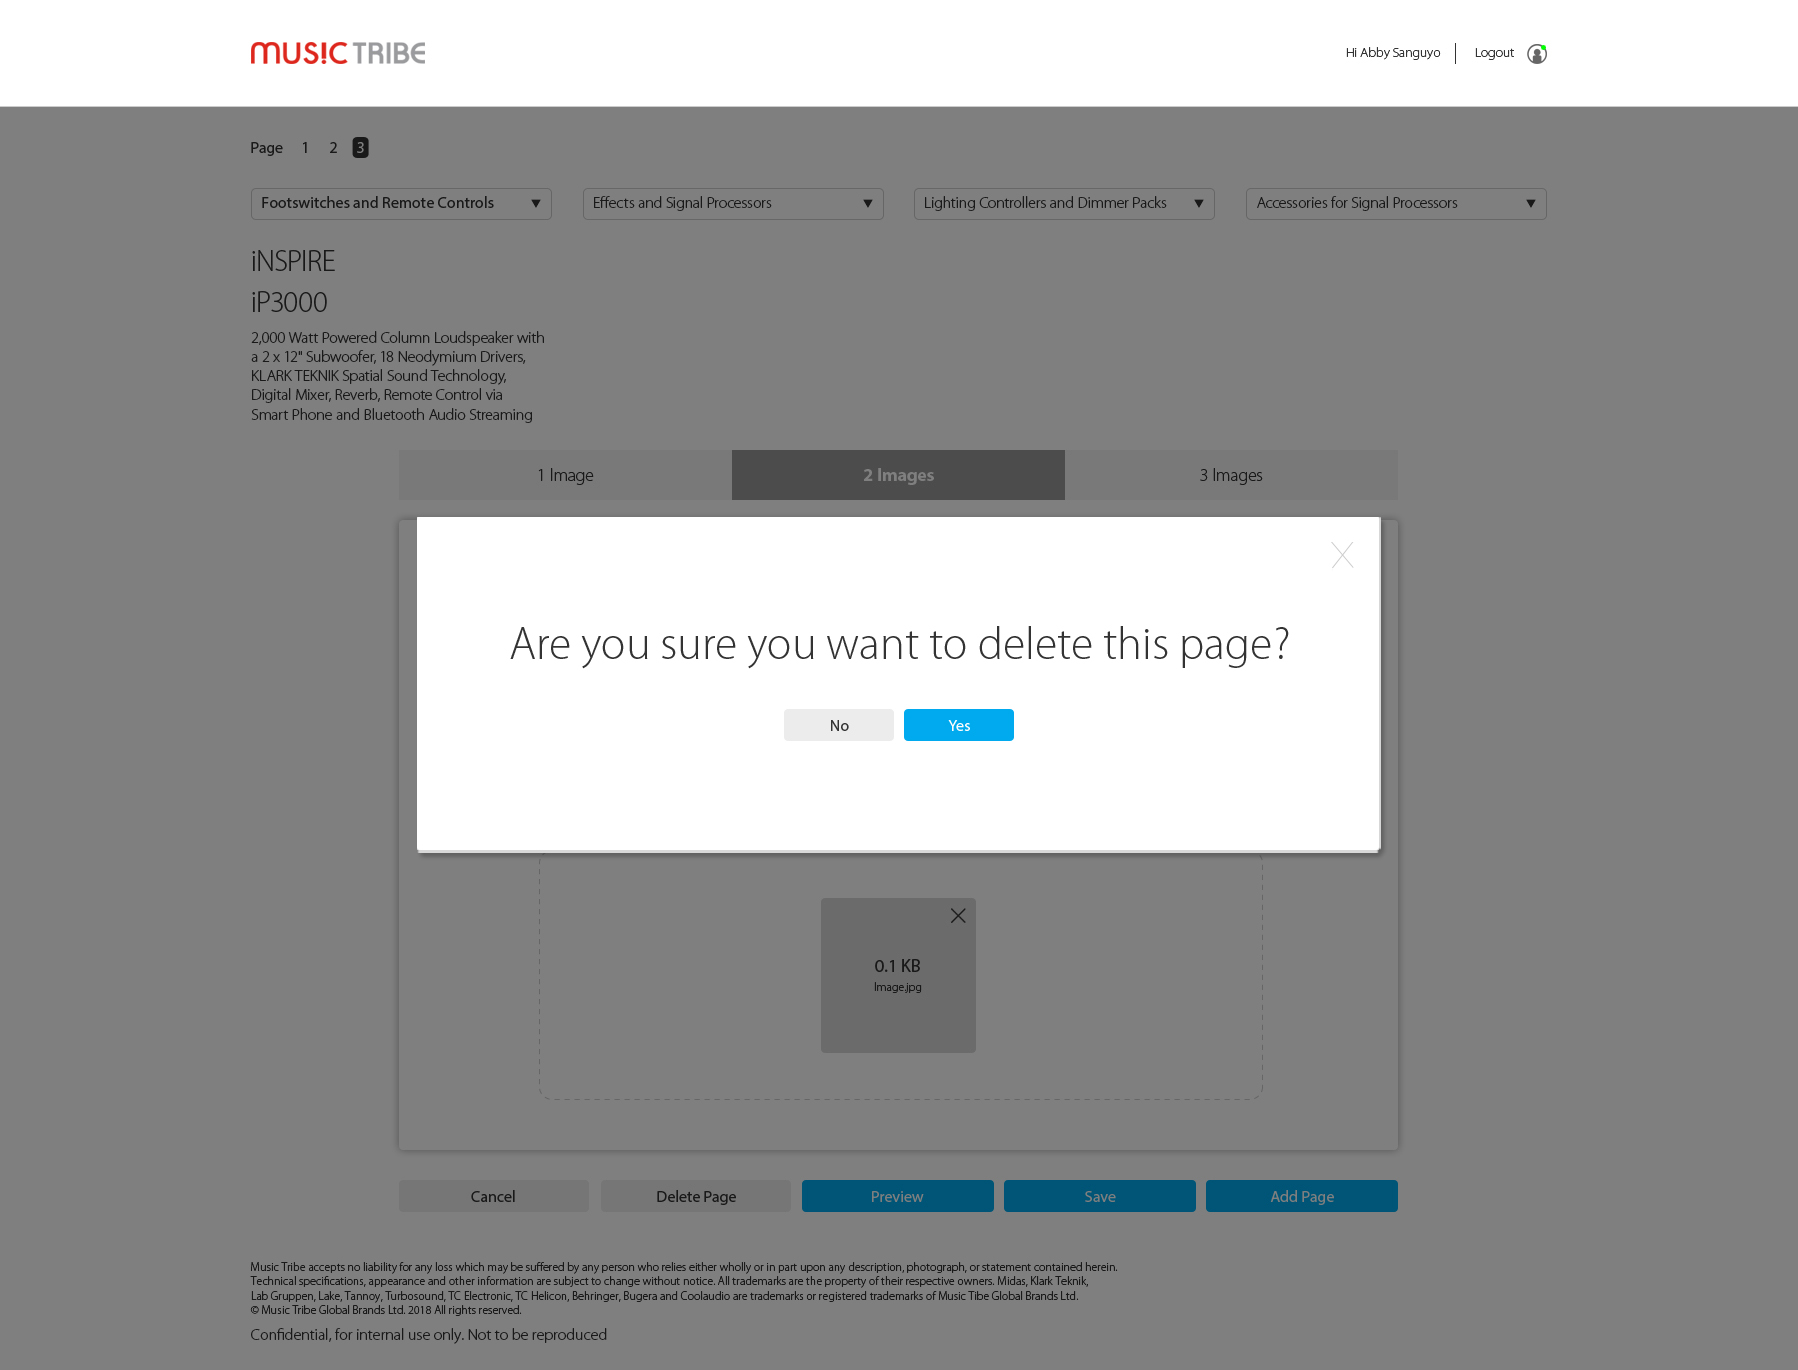 MUSIC TRIBE
Hi Abby Sanguyo
Logout
Page 1 2 3
Footswitches and Remote Controls
Effects and Signal Processors
Lighting Controllers and Dimmer Packs
Accessories for Signal Processors
iNSPIRE
iP3000
2,000 Watt Powered Column Loudspeaker with
a 2 x 12" Subwoofer, 18 Neodymium Drivers,
KLARK TEKNIK Spatial Sound Technology,
Digital Mixer, Reverb, Remote Control via
Smart Phone and Bluetooth Audio Streaming
1 Image
2 Images
3 Images
X
Are you sure you want to delete this page?
No
Yes
0.1 KB
Image.jpg
Cancel
Delete Page
Preview
Save
Add Page
Music Tribe accepts no liability for any loss which may be suffered by any person who relies either wholly or in part upon any description, photograph, or statement contained herein.
Technical specifications, appearance and other information are subject to change without notice. All trademarks are the property of their respective owners. Midas, Klark Teknik,
Lab Gruppen, Lake, Tannoy, Turbosound, TC Electronic, TC Helicon, Behringer, Bugera and Coolaudio are trademarks or registered trademarks of Music Tibe Global Brands Ltd.
© Music Tribe Global Brands Ltd. 2018 All rights reserved.
Confidential, for internal use only. Not to be reproduced